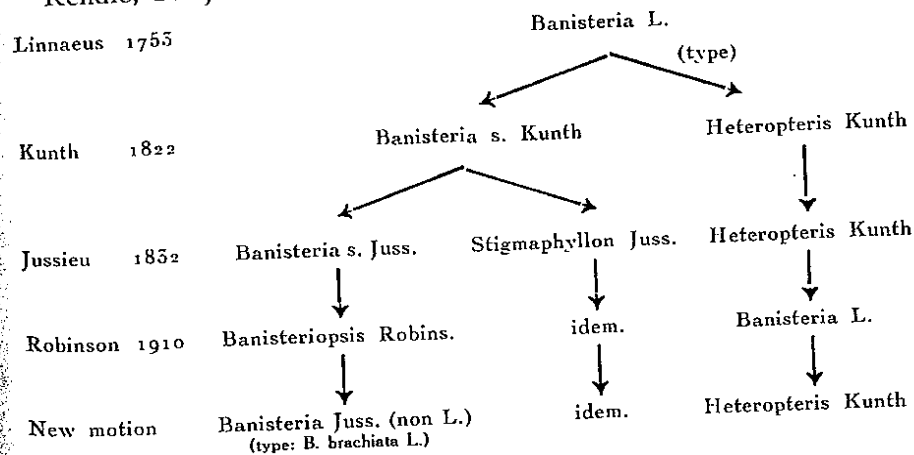 Linnaeus 1753
Banisteria L.
(type)
Kunth 1822
Banisteria s. Kunth
Heteropteris Kunth
Jussieu 1832
Banisteria s. Juss.
Stigmaphyllon Juss.
Heteropteris Kunth
Robinson 1910
Banisteriopsis Robins.
idem.
Banisteria L.
New motion
Banisteria Juss. (non L.)
(type: B. brachiata L.)
idem.
Heteropteris Kunth